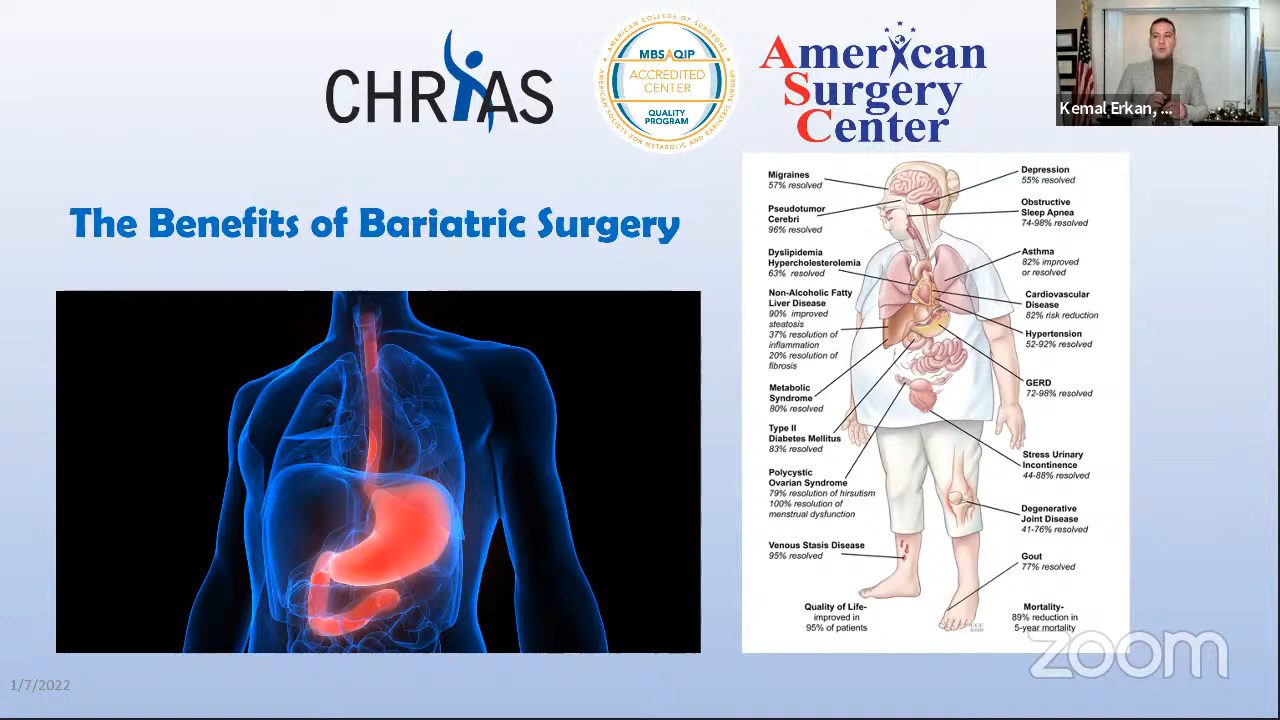 CHRIAS
AMERICAN COLLEGE OF SURGEONS
MBSAQIP
ACCREDITED
CENTER
QUALITY
PROGRAM
AMERICAN SOCIETY FOR METABOLIC AND BARIATRIC SURGERY
American
Surgery
Center
Kemal Erkan, ...
The Benefits of Bariatric Surgery
Migraines
57% resolved
Pseudotumor
Cerebri
96% resolved
Dyslipidemia
Hypercholesterolemia
63% resolved
Non-Alcoholic Fatty
Liver Disease
90% improved
steatosis
37% resolution of
inflammation
20% resolution of
fibrosis
Metabolic
Syndrome
80% resolved
Type II
Diabetes Mellitus
83% resolved
Polycystic
Ovarian Syndrome
79% resolution of hirsutism
100% resolution of
menstrual dysfunction
Venous Stasis Disease
95% resolved
Quality of Life-
improved in
95% of patients
Depression
55% resolved
Obstructive
Sleep Apnea
74-98% resolved
Asthma
82% improved
or resolved
Cardiovascular
Disease
82% risk reduction
Hypertension
52-92% resolved
GERD
72-98% resolved
Stress Urinary
Incontinence
44-88% resolved
Degenerative
Joint Disease
41-76% resolved
Gout
77% resolved
Mortality-
89% reduction in
5-year mortality
zoom
1/7/2022